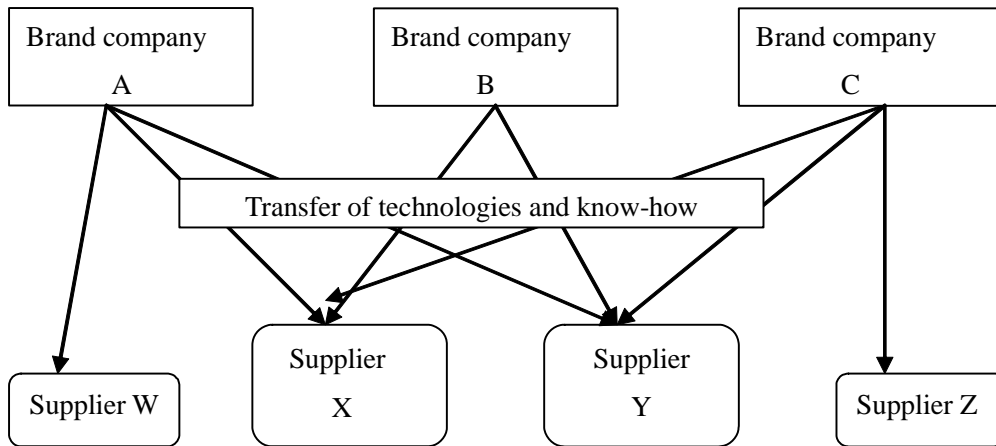 Brand company
A
Brand company
B
Brand company
C
Transfer of technologies and know-how
Supplier
X
Supplier
Y
Supplier W
Supplier Z